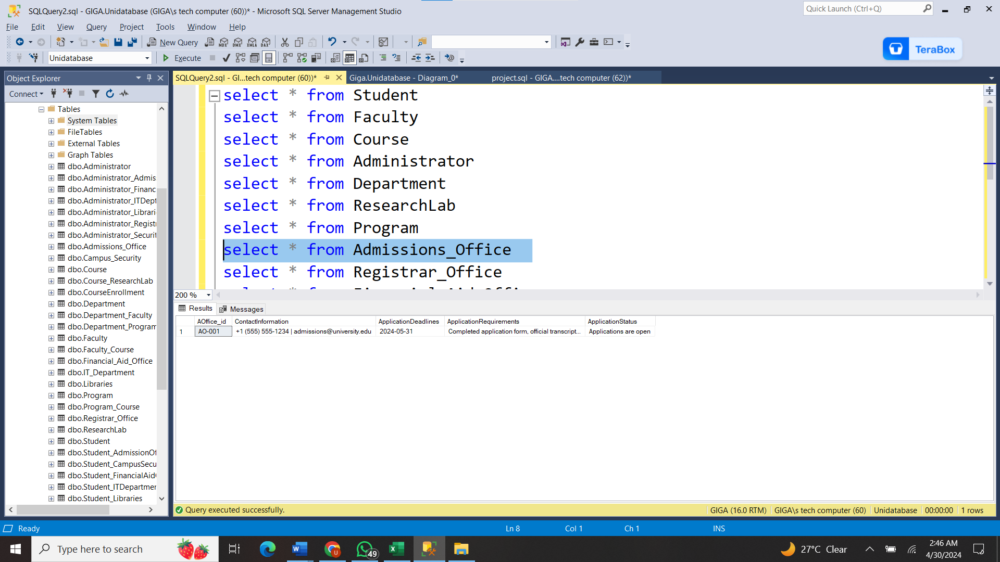 SQLQuery2.sql - GIGA.Unidatabase (GIGA\s tech computer (60))* - Microsoft SQL Server Management Studio
Quick Launch (Ctrl+Q)
File Edit View Query Project Tools Window Help
New Query MDX DMX XMLA DAX
TeraBox
Unidatabase Execute
Object Explorer
SQLQuery2.sql - GI...tech computer (60))* Giga.Unidatabase - Diagram_0* project.sql - GIGA....tech computer (62))*
Connect
Tables
System Tables
FileTables
External Tables
Graph Tables
dbo.Administrator
dbo.Administrator_Admis
dbo.Administrator_Financ
dbo.Administrator_ITDept
dbo.Administrator_Librari
dbo.Administrator_Registr
dbo.Administrator_Securit
dbo.Admissions_Office
dbo.Campus_Security
dbo.Course
dbo.Course_ResearchLab
dbo.CourseEnrollment
dbo.Department
dbo.Department_Faculty
dbo.Department_Program
dbo.Faculty
dbo.Faculty_Course
dbo.Financial_Aid_Office
dbo.IT_Department
dbo.Libraries
dbo.Program
dbo.Program_Course
dbo.Registrar_Office
dbo.ResearchLab
dbo.Student
dbo.Student_AdmissionOf
dbo.Student_CampusSecu
dbo.Student_FinancialAid
dbo.Student_ITDepartmen
dbo.Student_Libraries
select * from Student
select * from Faculty
select * from Course
select * from Administrator
select * from Department
select * from ResearchLab
select * from Program
select * from Admissions_Office
select * from Registrar_Office
200 %
Results Messages
AOffice_id ContactInformation ApplicationDeadlines ApplicationRequirements ApplicationStatus
1 AO-001 +1 (555) 555-1234 | admissions@university.edu 2024-05-31 Completed application form, official transcript... Applications are open
Query executed successfully. GIGA (16.0 RTM) GIGA\s tech computer (60) Unidatabase 00:00:00 1 rows
Ready Ln 8 Col 1 Ch 1 INS
Type here to search 49 27°C Clear 2:46 AM
4/30/2024